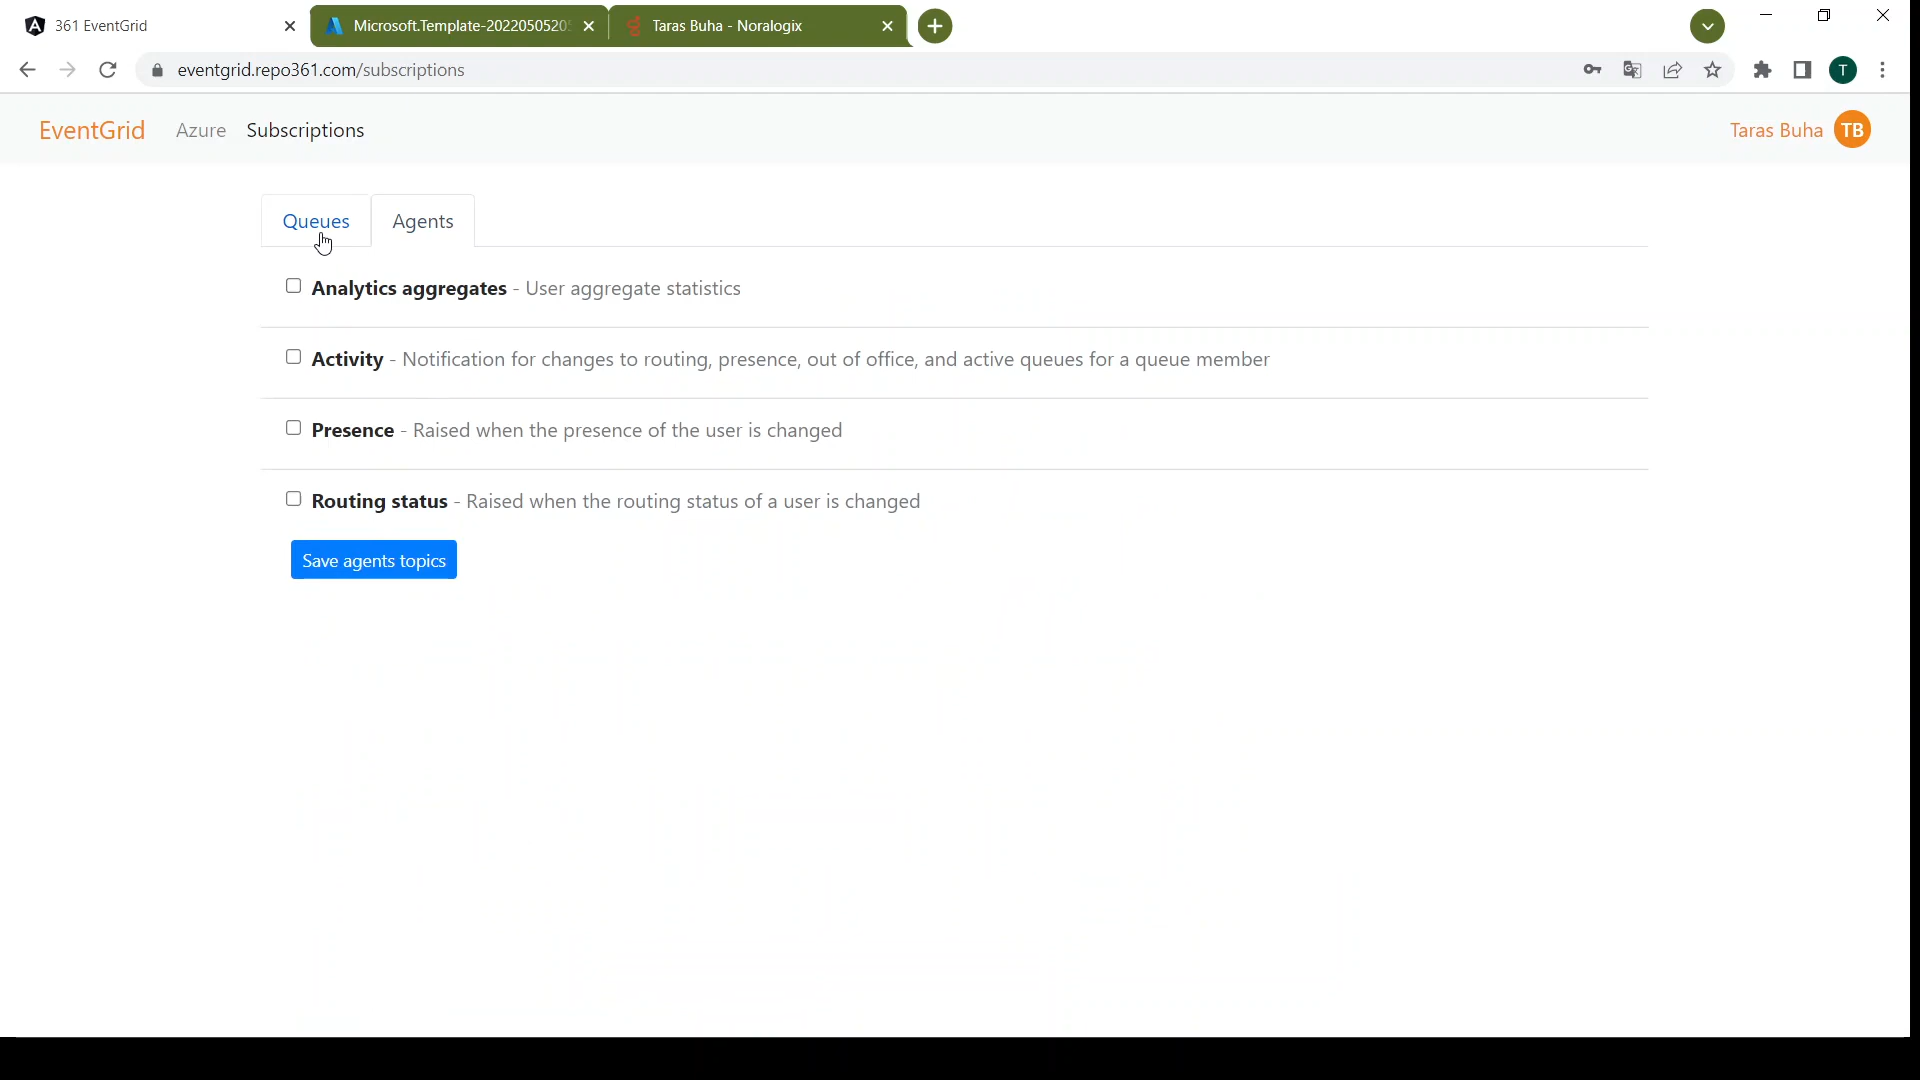 361 EventGrid
Microsoft.Template-2022050520
Taras Buha - Noralogix
eventgrid.repo361.com/subscriptions
T
EventGrid Azure Subscriptions
Taras Buha TB
Queues Agents
Analytics aggregates - User aggregate statistics
Activity - Notification for changes to routing, presence, out of office, and active queues for a queue member
Presence - Raised when the presence of the user is changed
Routing status - Raised when the routing status of a user is changed
Save agents topics